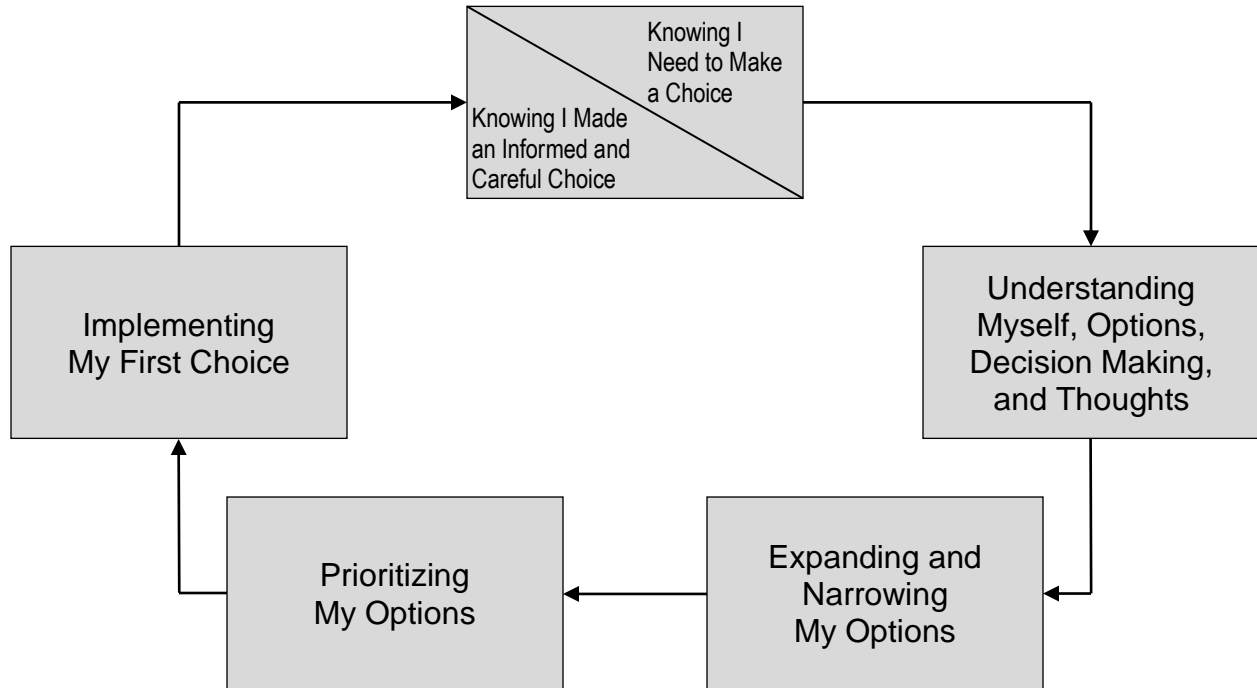 Knowing I
Need to Make
a Choice
Knowing I Made
an Informed and
Careful Choice
Implementing
My First Choice
Understanding
Myself, Options,
Decision Making,
and Thoughts
Prioritizing
My Options
Expanding and
Narrowing
My Options